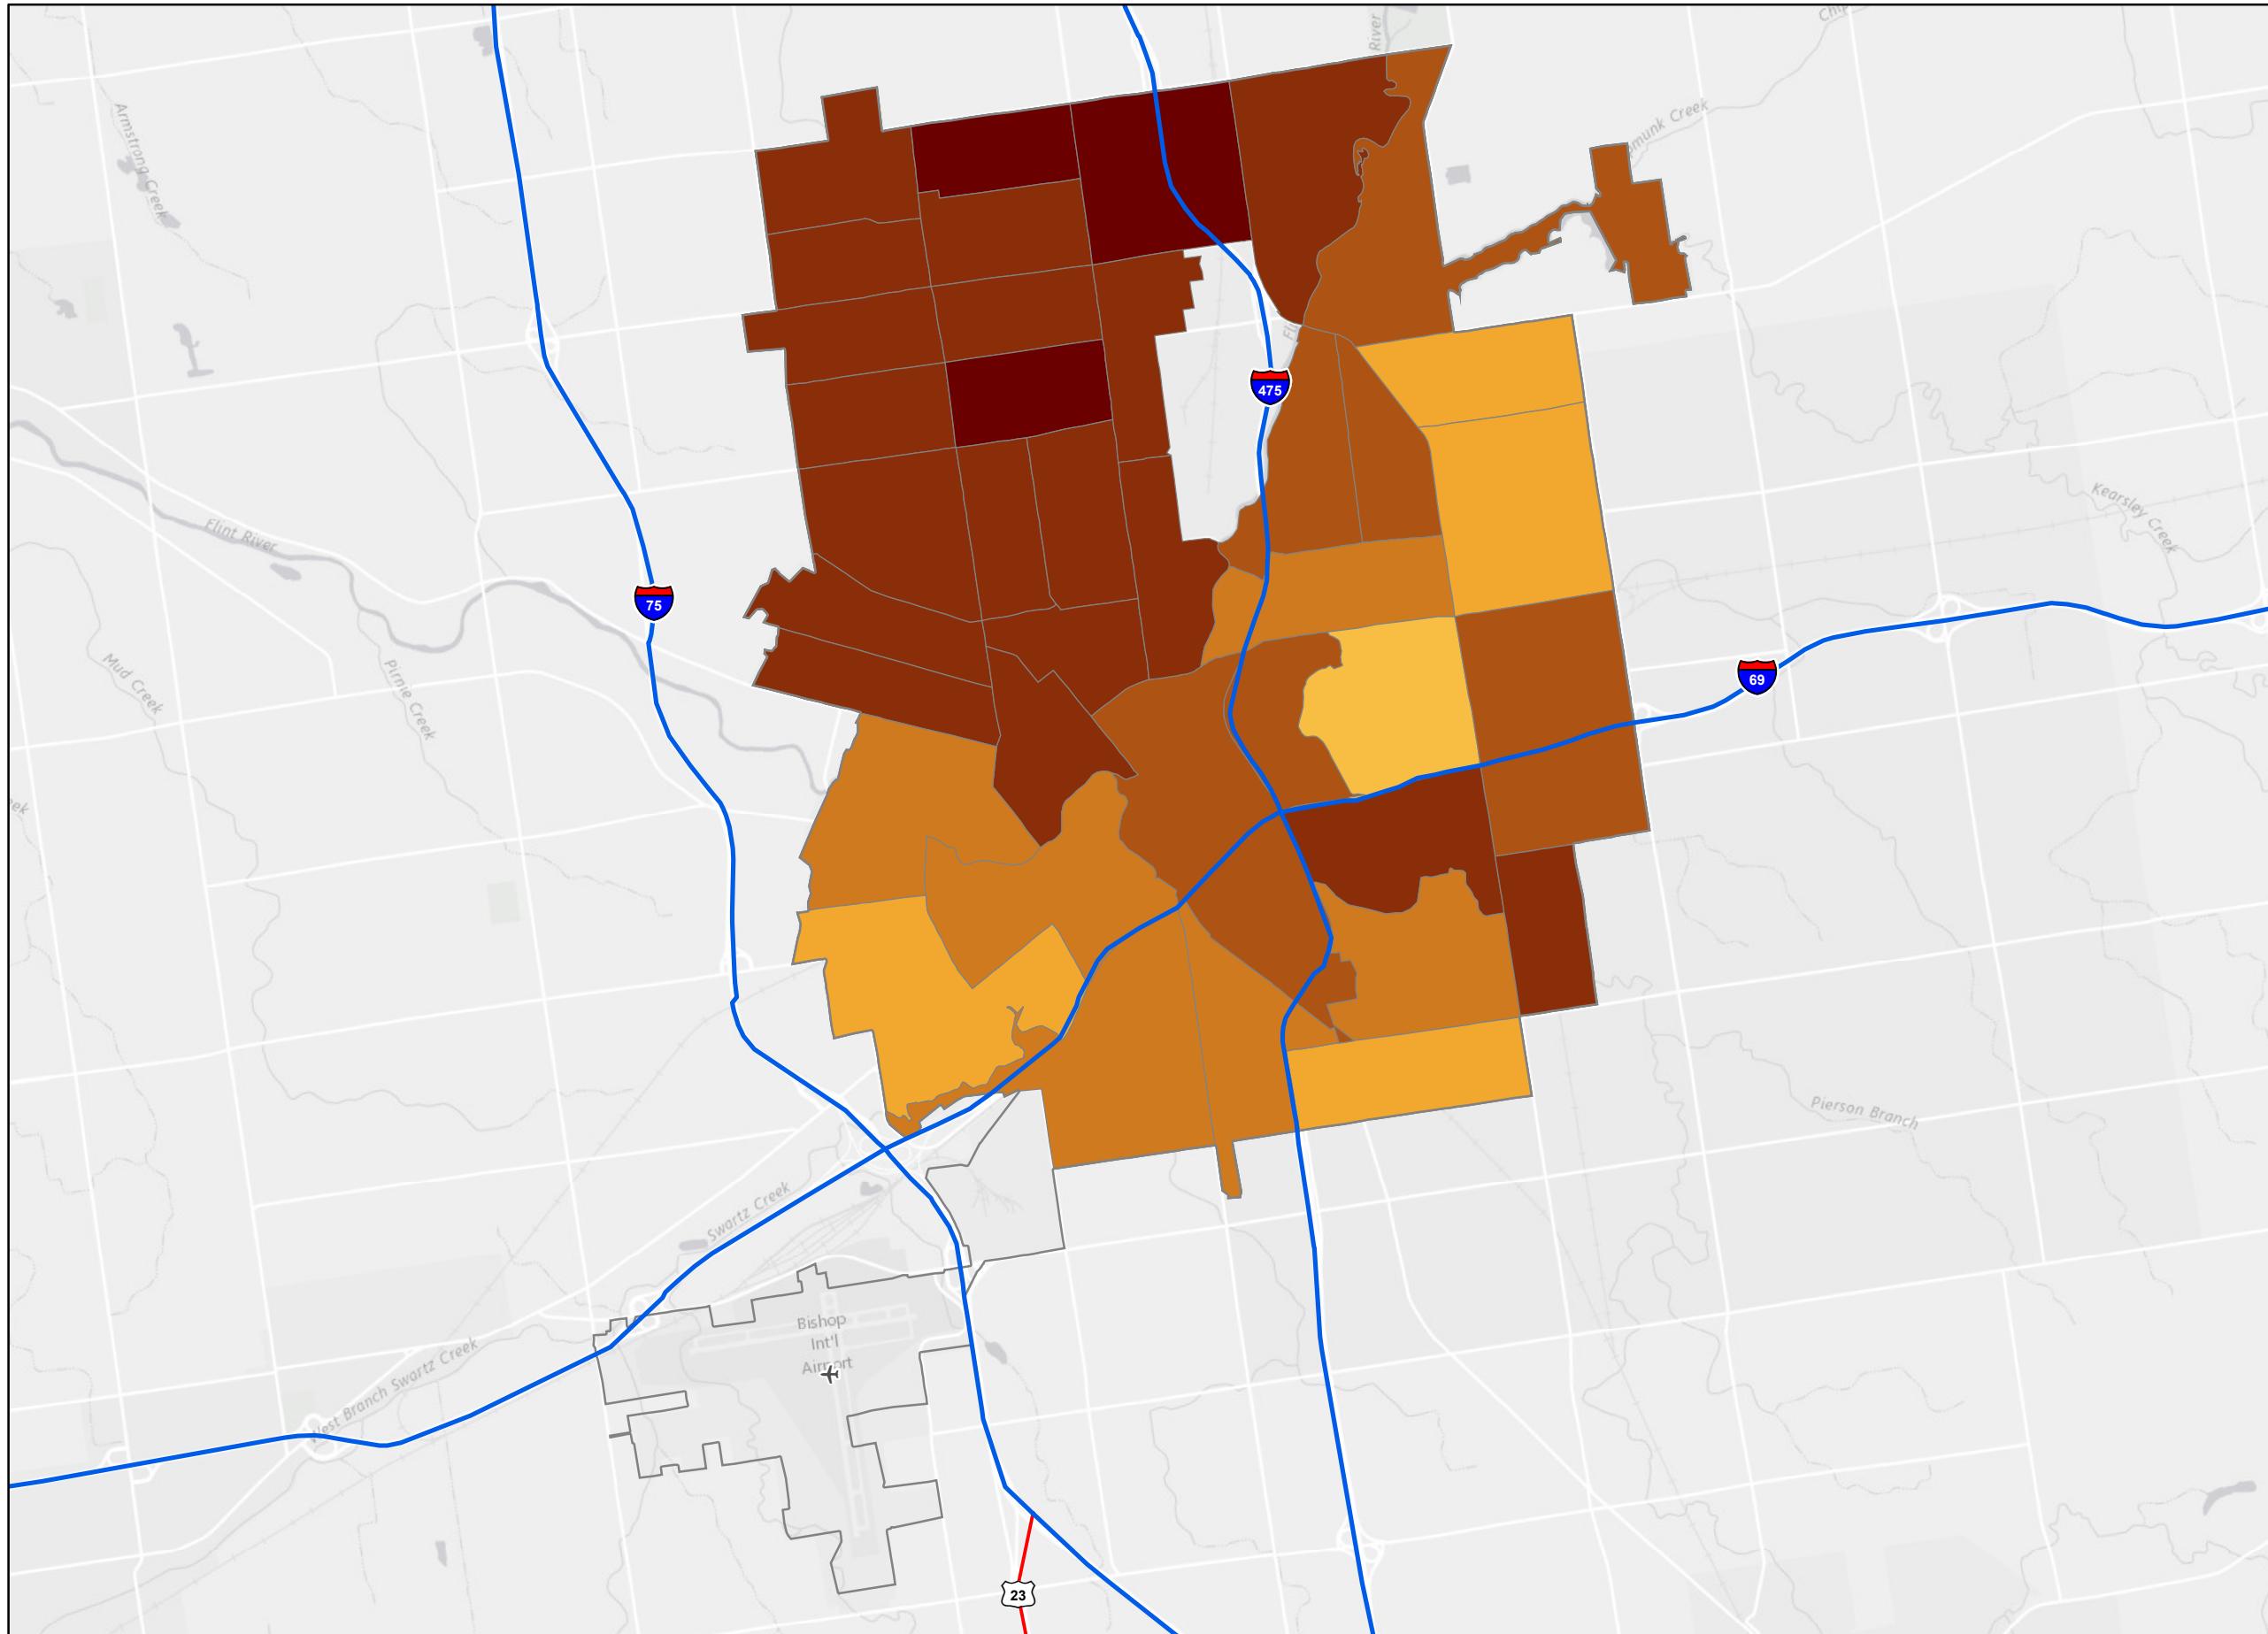 River
Armstrong Creek
Creek
475
Kearsley Creek
Flint River
75
69
Mud Creek
Pirnie Creek
Pierson Branch
Swartz Creek
Bishop
Int'l
Airport
West Branch Swartz Creek
23